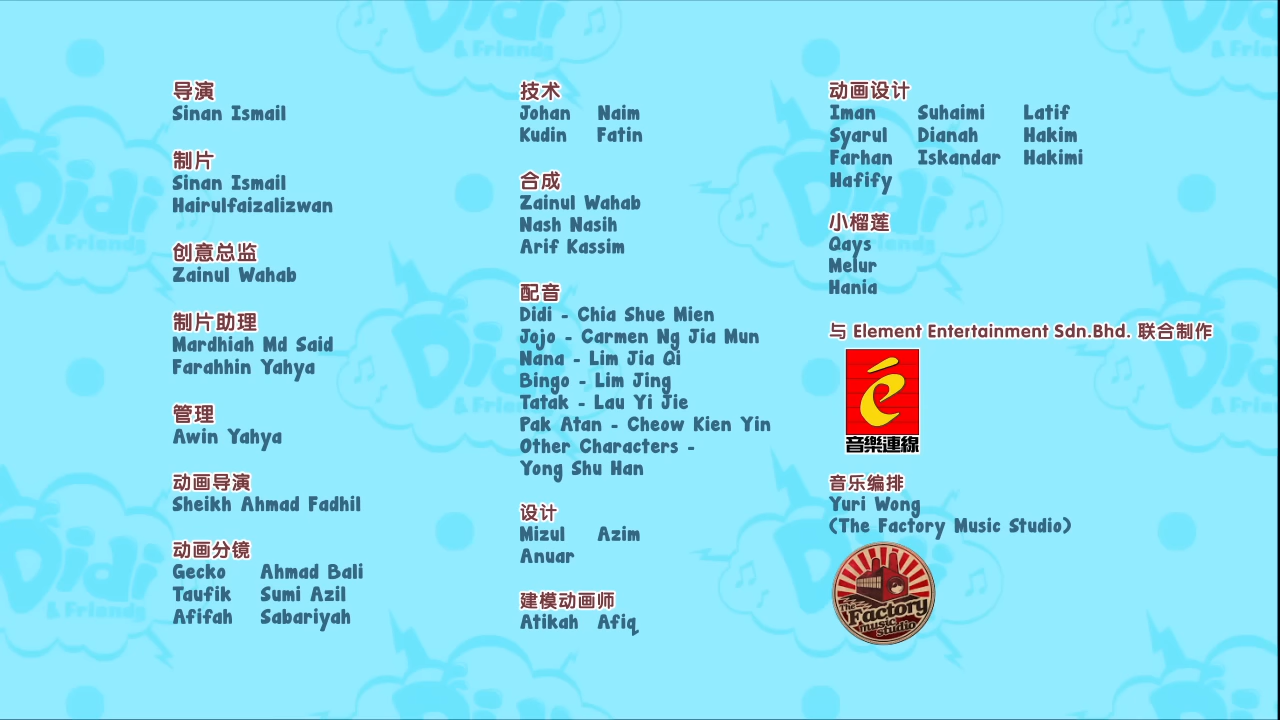 导演
Sinan Ismail
制片
Sinan Ismail
Hairulfaizalizwan
创意总监
Zainul Wahab
制片助理
Mardhiah Md Said
Farahhin Yahya
管理
Awin Yahya
动画导演
Sheikh Ahmad Fadhil
动画分镜
Gecko Ahmad Bali
Taufik Sumi Azil
Afifah Sabariyah
技术
Johan Naim
Kudin Fatin
合成
Zainul Wahab
Nash Nasih
Arif Kassim
配音
Didi - Chia Shue Mien
Jojo - Carmen Ng Jia Mun
Nana - Lim Jia Qi
Bingo - Lim Jing
Tatak - Lau Yi Jie
Pak Atan - Cheow Kien Yin
Other Characters -
Yong Shu Han
设计
Mizul Azim
Anuar
建模动画师
Atikah Afiq
动画设计
Iman Suhaimi Latif
Syarul Dianah Hakim
Farhan Iskandar Hakimi
Hafify
小榴莲
Qays
Melur
Hania
与 Element Entertainment Sdn.Bhd. 联合制作
é
音樂連線
音乐编排
Yuri Wong
(The Factory Music Studio)
The
Factory
music
studio
Didi
& Friends